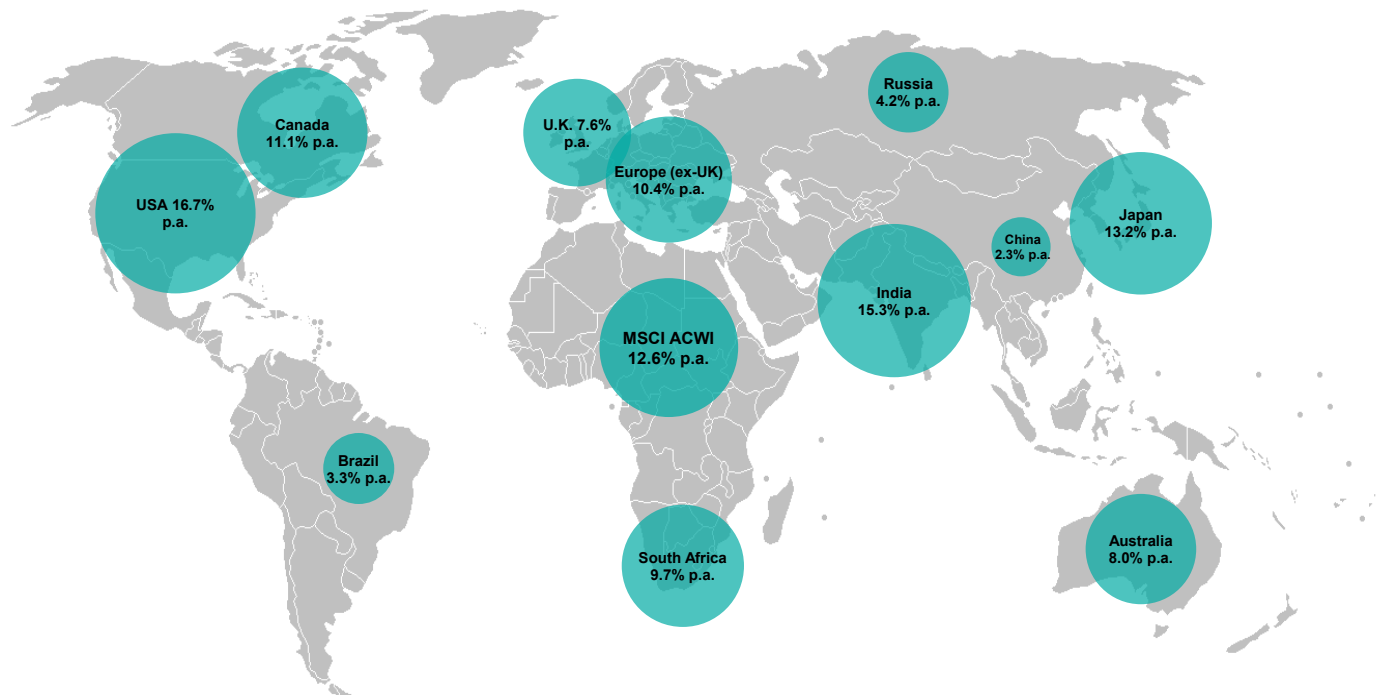 Canada
11.1% p.a.
USA 16.7%
p.a.
U.K. 7.6%
p.a.
Europe (ex-UK)
10.4% p.a.
Russia
4.2% p.a.
Japan
13.2% p.a.
China
2.3% p.a.
India
15.3% p.a.
MSCI ACWI
12.6% p.a.
Brazil
3.3% p.a.
South Africa
9.7% p.a.
Australia
8.0% p.a.